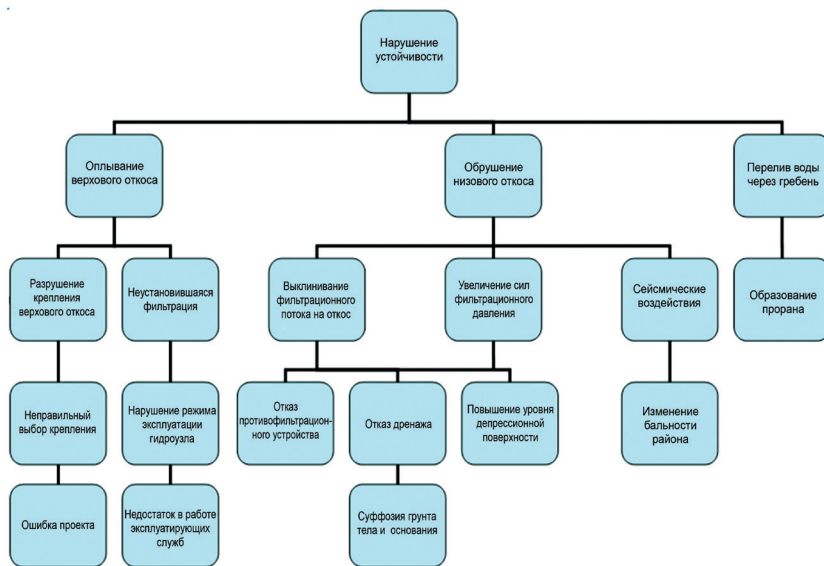 Нарушение
устойчивости
Оплывание
верхового откоса
Обрушение
низового откоса
Перелив воды
через гребень
Разрушение
крепления
верхового откоса
Неустановившаяся
фильтрация
Выклинивание
фильтрационного
потока на откос
Увеличение сил
фильтрационного
давления
Сейсмические
воздействия
Образование
прорана
Неправильный
выбор крепления
Нарушение режима
эксплуатации
гидроузла
Отказ
противофильтрацион-
ного устройства
Отказ дренажа
Повышение уровня
депрессионной
поверхности
Изменение
бальности
района
Ошибка проекта
Недостаток в работе
эксплуатирующих
служб
Суффозия грунта
тела и основания